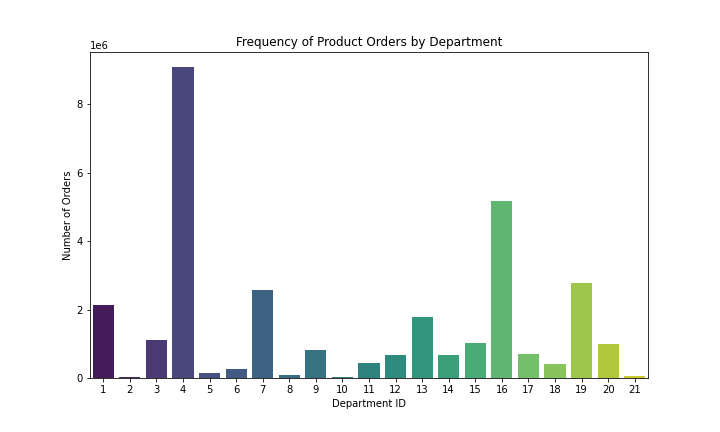 Frequency of Product Orders by Department
1e6
8
6
4
2
0
Number of Orders
1 2 3 4 5 6 7 8 9 10 11 12 13 14 15 16 17 18 19 20 21
Department ID